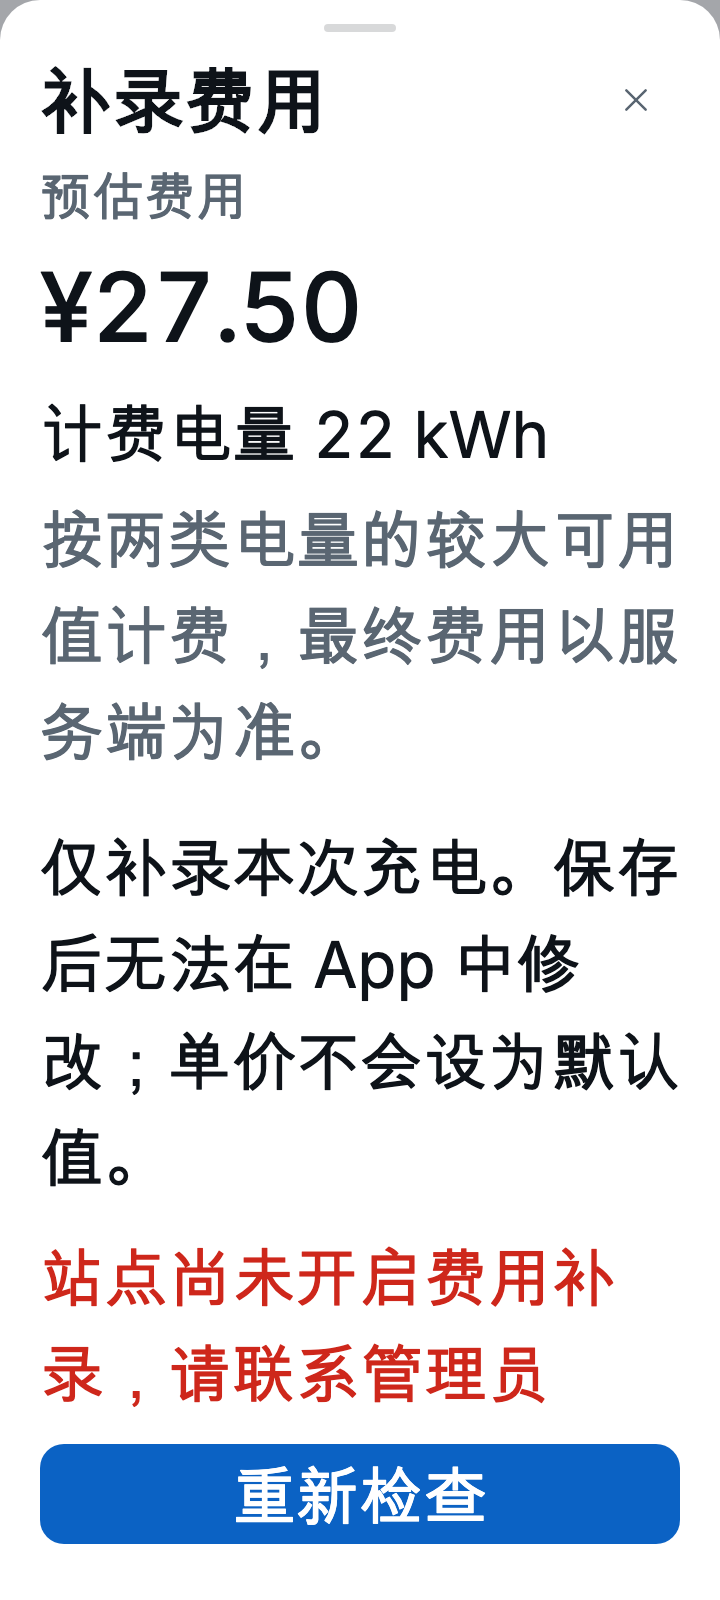 补录费用
预估费用
¥27.50
计费电量 22 kWh
按两类电量的较大可用
值计费，最终费用以服
务端为准。
仅补录本次充电。保存
后无法在 App 中修
改；单价不会设为默认
值。
站点尚未开启费用补
录，请联系管理员
重新检查